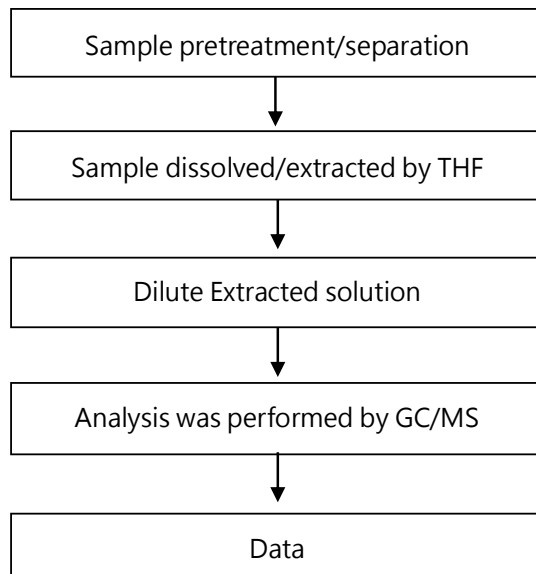 Sample pretreatment/separation
Sample dissolved/extracted by THF
Dilute Extracted solution
Analysis was performed by GC/MS
Data